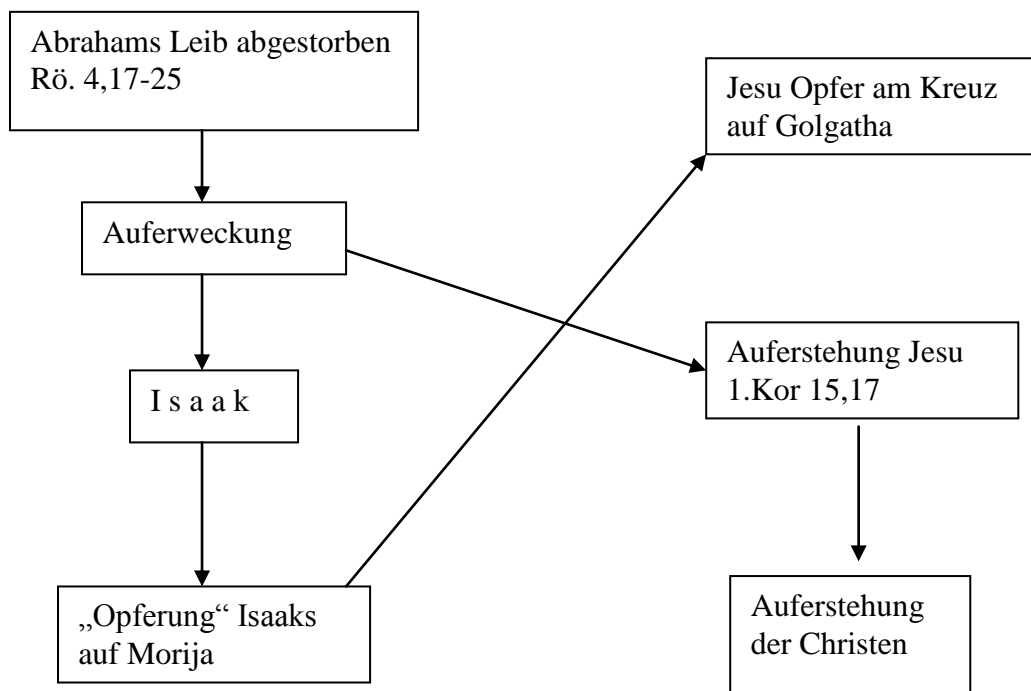 Abrahams Leib abgestorben
Rö. 4,17-25
Auferweckung
I s a a k
„Opferung“ Isaaks
auf Morija
Jesu Opfer am Kreuz
auf Golgatha
Auferstehung Jesu
1.Kor 15,17
Auferstehung
der Christen